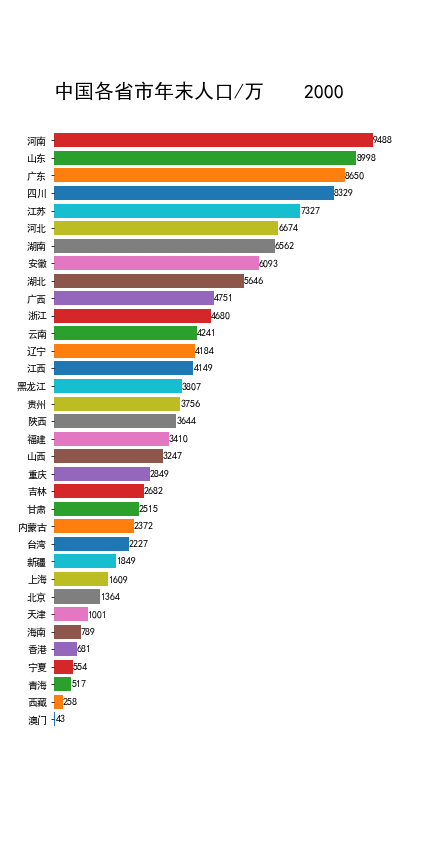 中国各省市年末人口/万 2000
河南 9488
山东 8998
广东 8650
四川 8329
江苏 7327
河北 6674
湖南 6562
安徽 6093
湖北 5646
广西 4751
浙江 4680
云南 4241
辽宁 4184
江西 4149
黑龙江 3807
贵州 3756
陕西 3644
福建 3410
山西 3247
重庆 2849
吉林 2682
甘肃 2515
内蒙古 2372
台湾 2227
新疆 1849
上海 1609
北京 1364
天津 1001
海南 789
香港 681
宁夏 554
青海 517
西藏 258
澳门 43